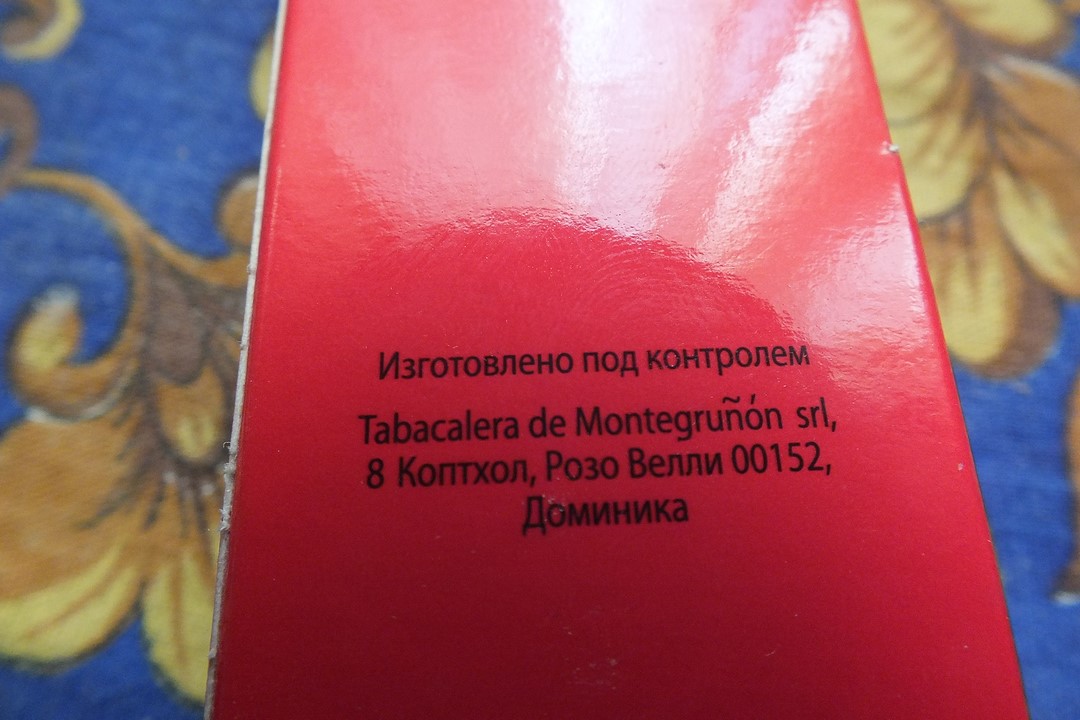 Изготовлено под контролем
Tabacalera de Montegruñón srl,
8 Коптхол, Розо Велли 00152,
Доминика